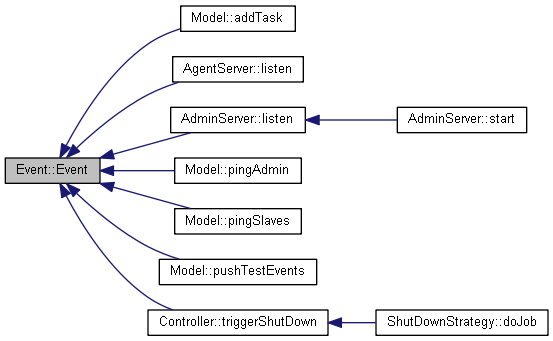 Model::addTask
AgentServer::listen
AdminServer::listen
AdminServer::start
Event::Event
Model::pingAdmin
Model::pingSlaves
Model::pushTestEvents
Controller::triggerShutDown
ShutDownStrategy::doJob